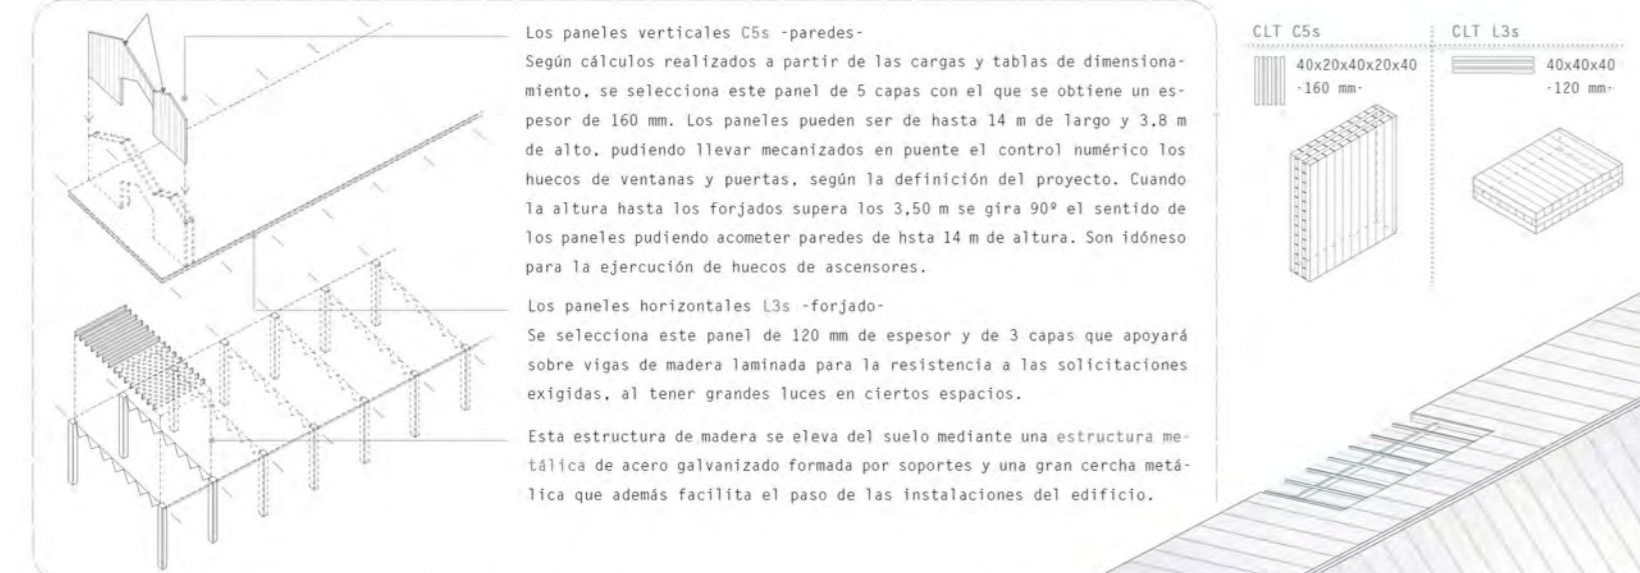 Los paneles verticales C5s -paredes-
Según cálculos realizados a partir de las cargas y tablas de dimensiona-
miento, se selecciona este panel de 5 capas con el que se obtiene un es-
pesor de 160 mm. Los paneles pueden ser de hasta 14 m de largo y 3,8 m
de alto, pudiendo llevar mecanizados en puente el control numérico los
huecos de ventanas y puertas, según la definición del proyecto. Cuando
la altura hasta los forjados supera los 3,50 m se gira 90º el sentido de
los paneles pudiendo acometer paredes de hsta 14 m de altura. Son idóneso
para la ejercución de huecos de ascensores.
Los paneles horizontales L3s -forjado-
Se selecciona este panel de 120 mm de espesor y de 3 capas que apoyará
sobre vigas de madera laminada para la resistencia a las solicitaciones
exigidas, al tener grandes luces en ciertos espacios.
Esta estructura de madera se eleva del suelo mediante una estructura me-
tálica de acero galvanizado formada por soportes y una gran cercha metá-
lica que además facilita el paso de las instalaciones del edificio.
CLT C5s
40x20x40x20x40
-160 mm-
CLT L3s
40x40x40
-120 mm-